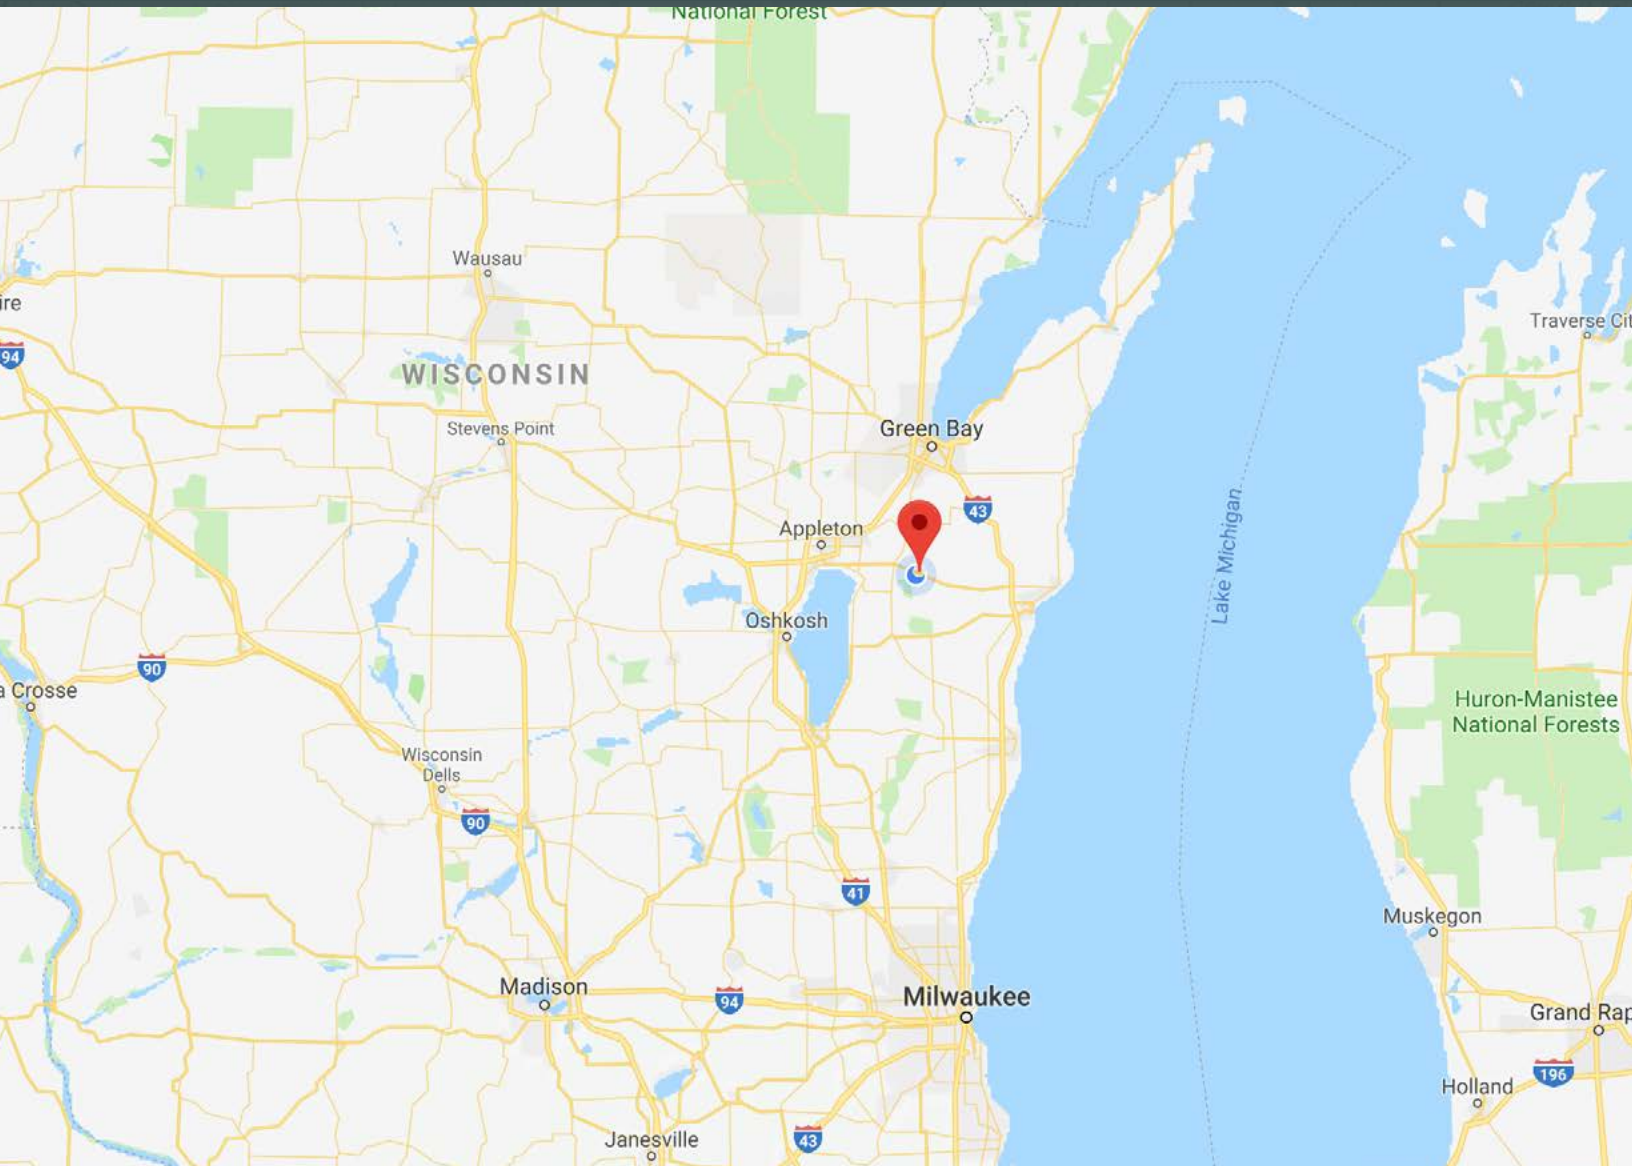 National Forest
Wausau
ire
Traverse Cit
94
WISCONSIN
Stevens Point
Green Bay
43
Appleton
Lake Michigan
Oshkosh
90
a Crosse
Huron-Manistee
National Forests
Wisconsin
Dells
90
41
Muskegon
Madison
94
Milwaukee
Grand Rap
196
Holland
Janesville
43